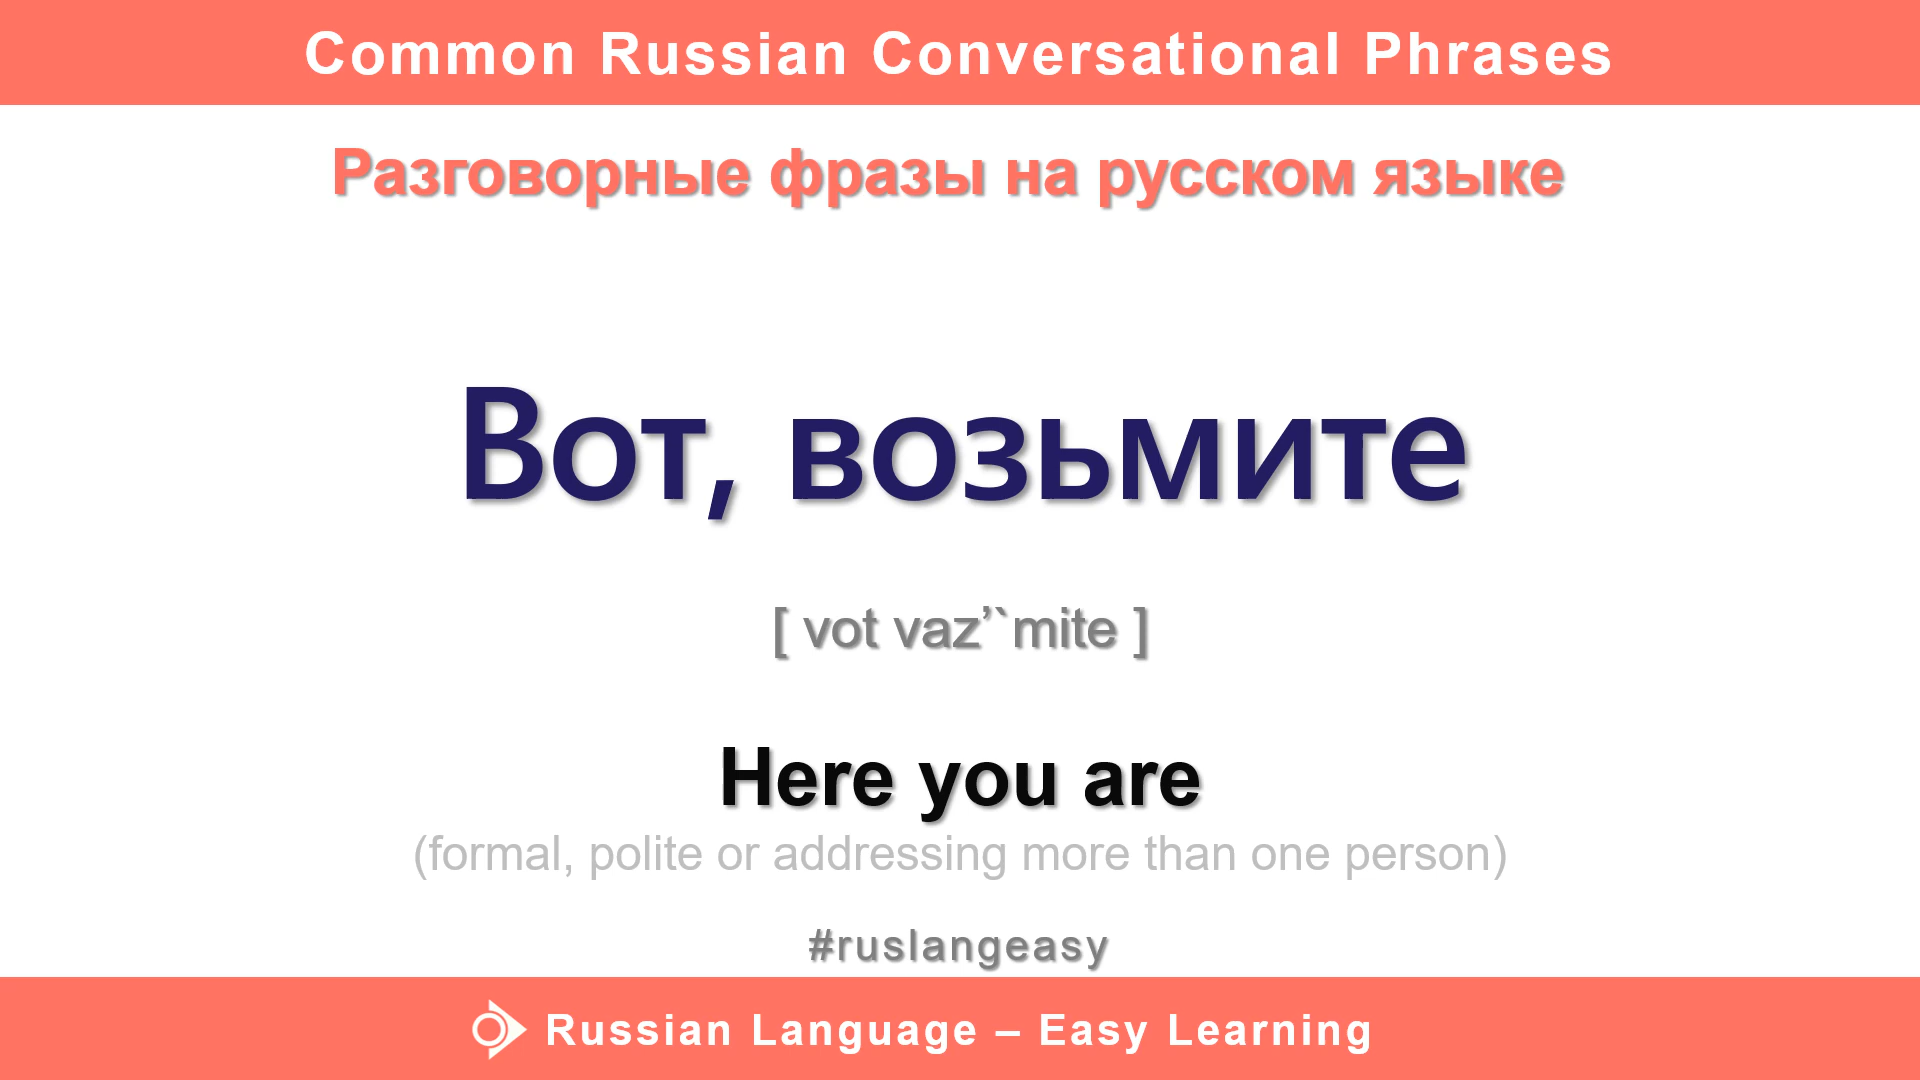 Common Russian Conversational Phrases
Разговорные фразы на русском языке
Вот, возьмите
[ vot vaz’`mite ]
Here you are
(formal, polite or addressing more than one person)
#ruslangeasy
Russian Language – Easy Learning